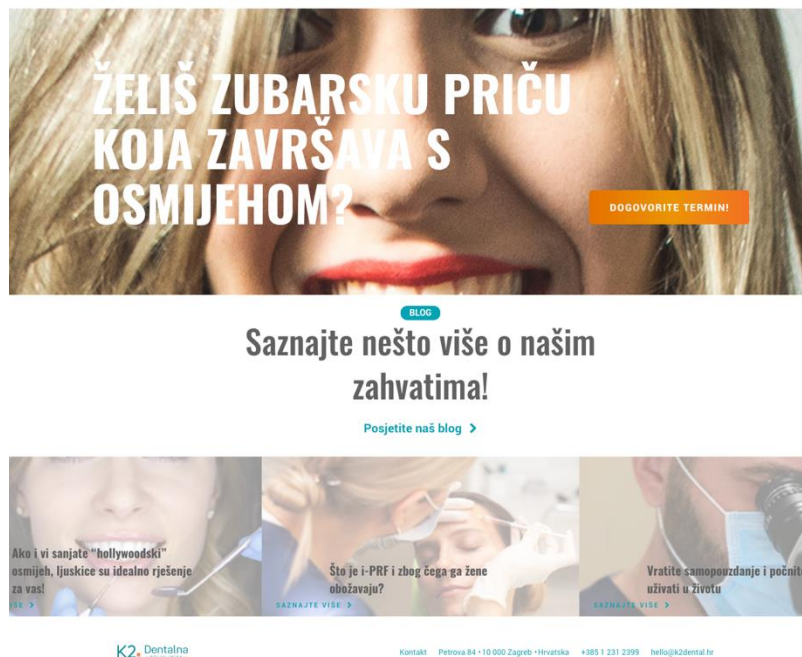 ŽELIŠ ZUBARSKU PRIČU
KOJA ZAVRŠAVA S
OSMIJEHOM?
DOGOVORITE TERMIN!
BLOG
Saznajte nešto više o našim
zahvatima!
Posjetite naš blog
Ako i vi sanjate “hollywoodski”
osmijeh, ljuskice su idealno rješenje
za vas!
Što je i-PRF i zbog čega ga žene
obožavaju?
SAZNAJTE VIŠE
Vratite samopouzdanje i počnite
uživati u životu
SAZNAJTE VIŠE
K2. Dentalna
Kontakt Petrova 84 • 10 000 Zagreb • Hrvatska +385 1 231 2399 hello@k2dental.hr